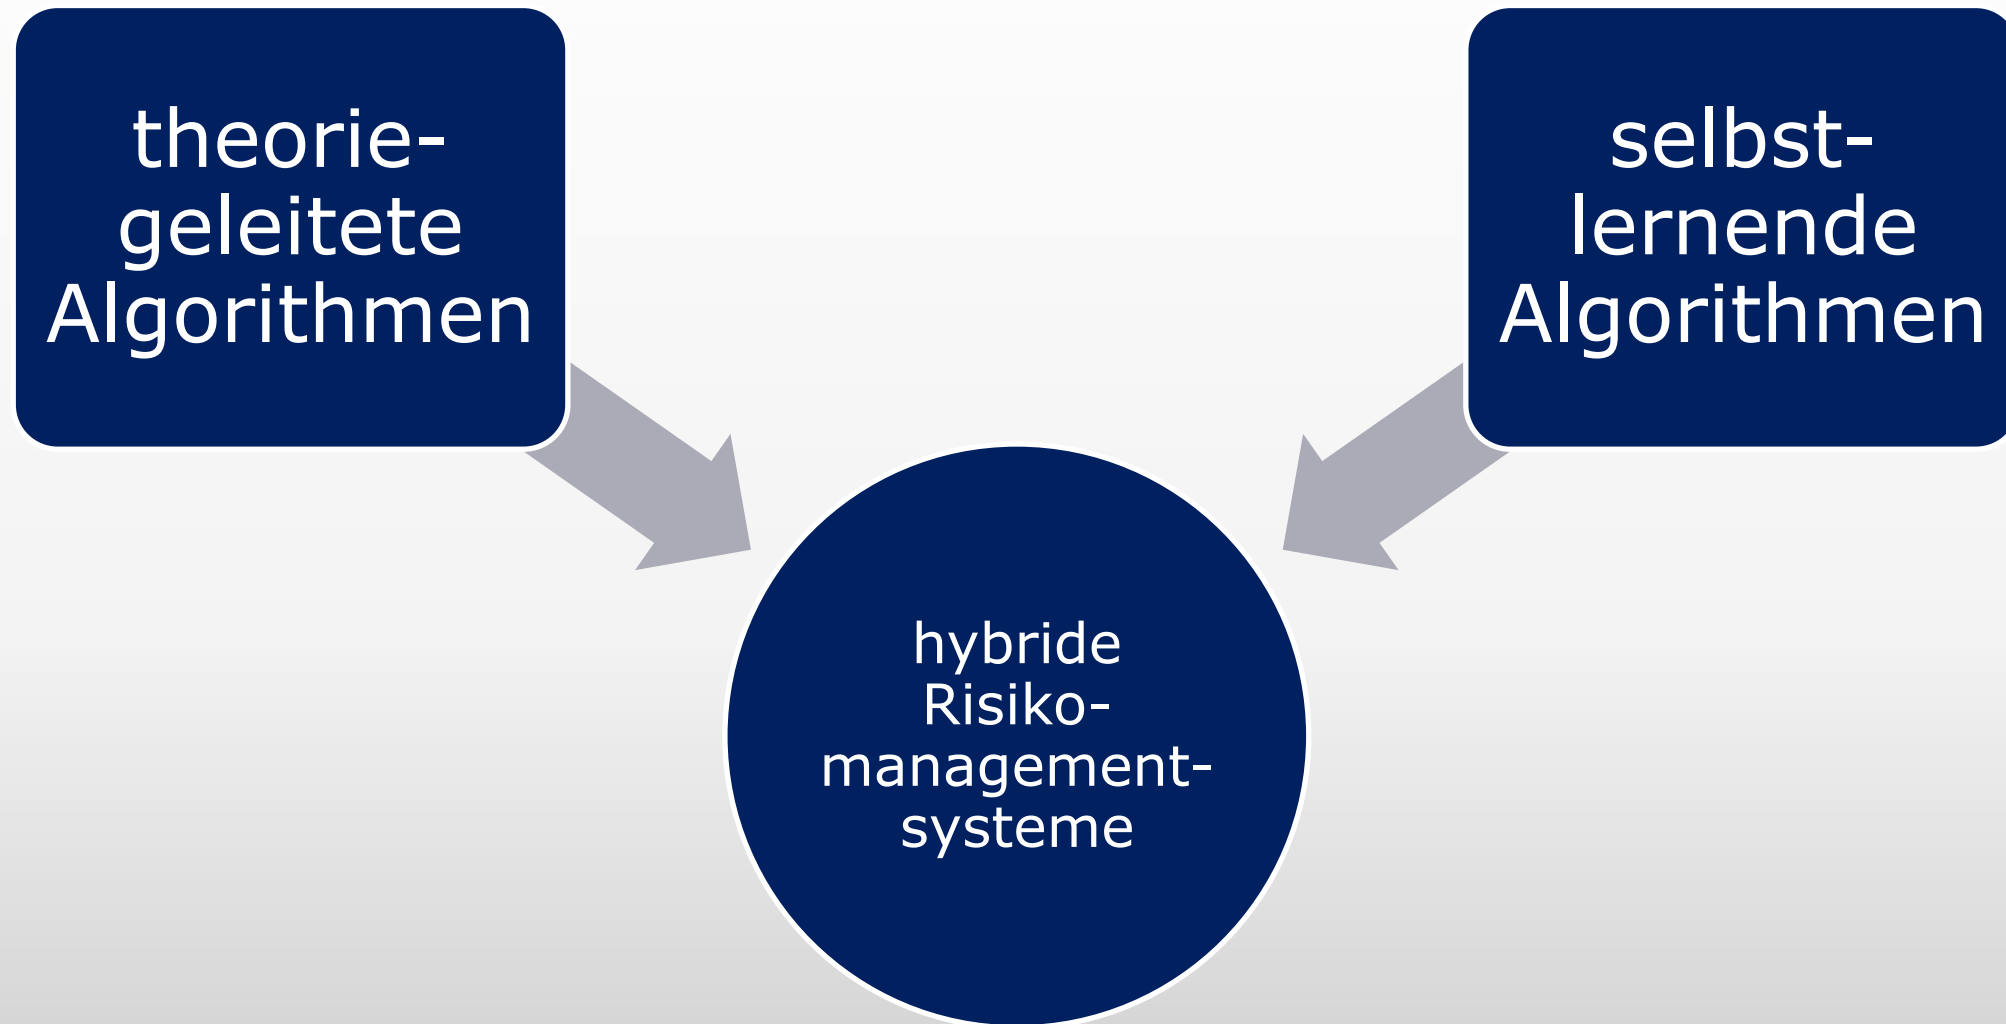 theorie-
geleitete
Algorithmen
selbst-
lernende
Algorithmen
hybride
Risiko-
management-
systeme